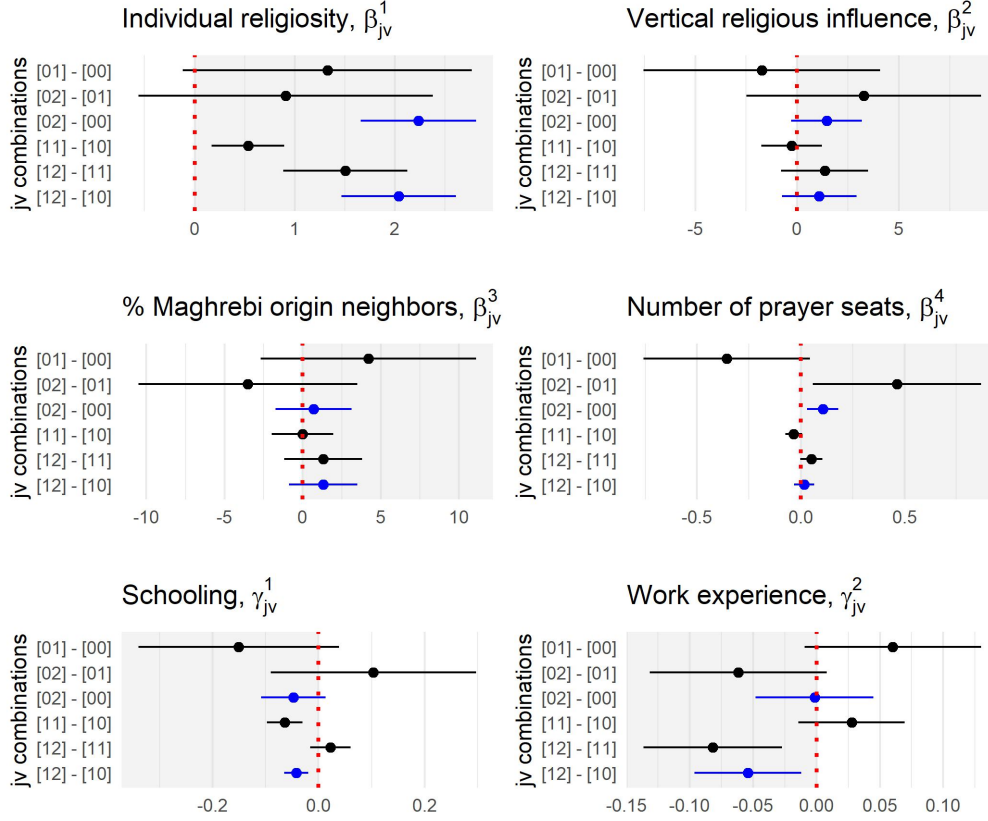 Individual religiosity, β¹jv
jv combinations
[01] - [00]
[02] - [01]
[02] - [00]
[11] - [10]
[12] - [11]
[12] - [10]
0 1 2
Vertical religious influence, β²jv
jv combinations
[01] - [00]
[02] - [01]
[02] - [00]
[11] - [10]
[12] - [11]
[12] - [10]
-5 0 5
% Maghrebi origin neighbors, β³jv
jv combinations
[01] - [00]
[02] - [01]
[02] - [00]
[11] - [10]
[12] - [11]
[12] - [10]
-10 -5 0 5 10
Number of prayer seats, β⁴jv
jv combinations
[01] - [00]
[02] - [01]
[02] - [00]
[11] - [10]
[12] - [11]
[12] - [10]
-0.5 0.0 0.5
Schooling, γ¹jv
jv combinations
[01] - [00]
[02] - [01]
[02] - [00]
[11] - [10]
[12] - [11]
[12] - [10]
-0.2 0.0 0.2
Work experience, γ²jv
jv combinations
[01] - [00]
[02] - [01]
[02] - [00]
[11] - [10]
[12] - [11]
[12] - [10]
-0.15 -0.10 -0.05 0.00 0.05 0.10